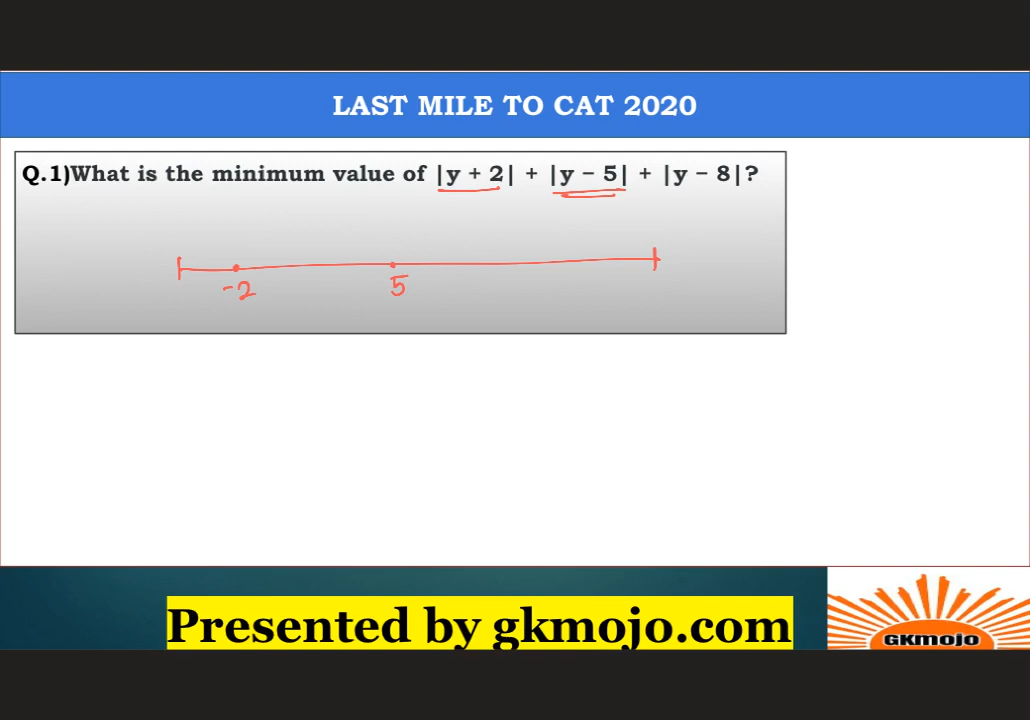 LAST MILE TO CAT 2020
Q.1)What is the minimum value of |y + 2| + |y − 5| + |y − 8|?
-2 5
Presented by gkmojo.com
GKmojo